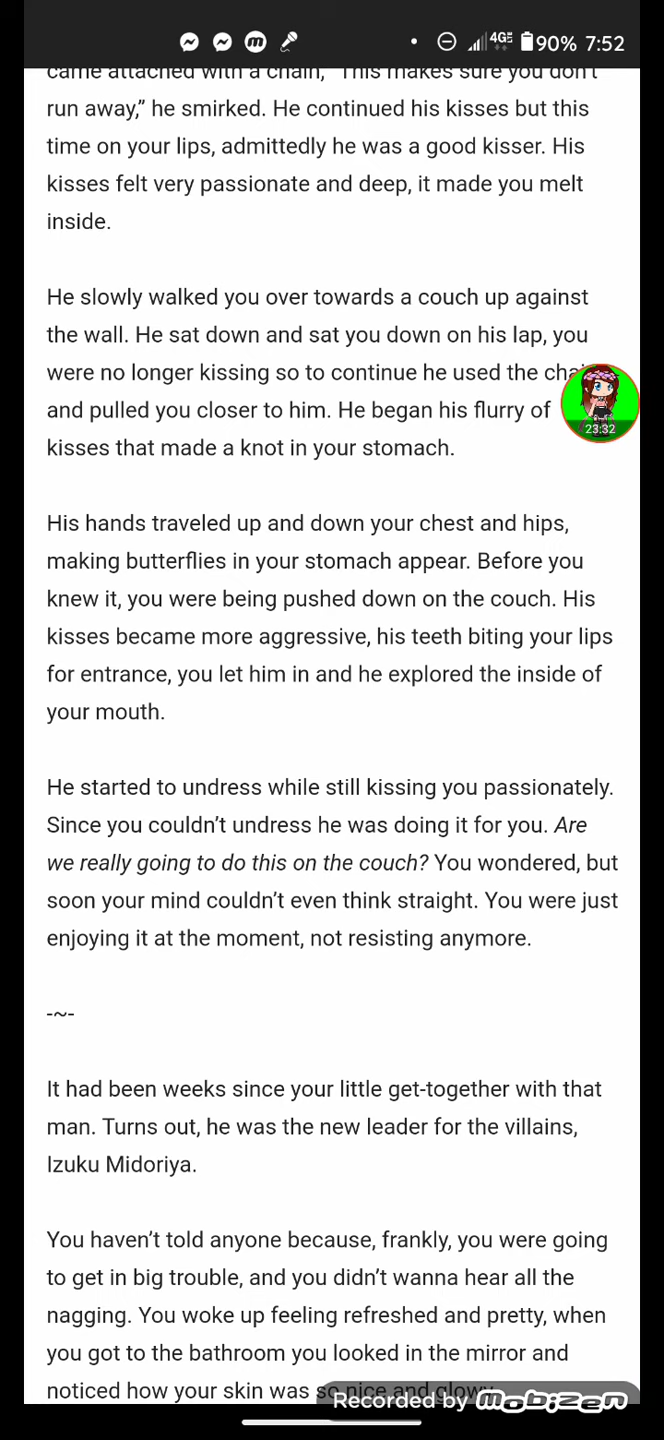 4GE 90% 7:52
came attached with a chain, “This makes sure you don’t
run away,” he smirked. He continued his kisses but this
time on your lips, admittedly he was a good kisser. His
kisses felt very passionate and deep, it made you melt
inside.
He slowly walked you over towards a couch up against
the wall. He sat down and sat you down on his lap, you
were no longer kissing so to continue he used the
and pulled you closer to him. He began his flurry of
23:32
kisses that made a knot in your stomach.
His hands traveled up and down your chest and hips,
making butterflies in your stomach appear. Before you
knew it, you were being pushed down on the couch. His
kisses became more aggressive, his teeth biting your lips
for entrance, you let him in and he explored the inside of
your mouth.
He started to undress while still kissing you passionately.
Since you couldn’t undress he was doing it for you. Are
we really going to do this on the couch? You wondered, but
soon your mind couldn’t even think straight. You were just
enjoying it at the moment, not resisting anymore.
-~-
It had been weeks since your little get-together with that
man. Turns out, he was the new leader for the villains,
Izuku Midoriya.
You haven’t told anyone because, frankly, you were going
to get in big trouble, and you didn’t wanna hear all the
nagging. You woke up feeling refreshed and pretty, when
you got to the bathroom you looked in the mirror and
noticed how your skin was so nice and glowy
Recorded by mobizen